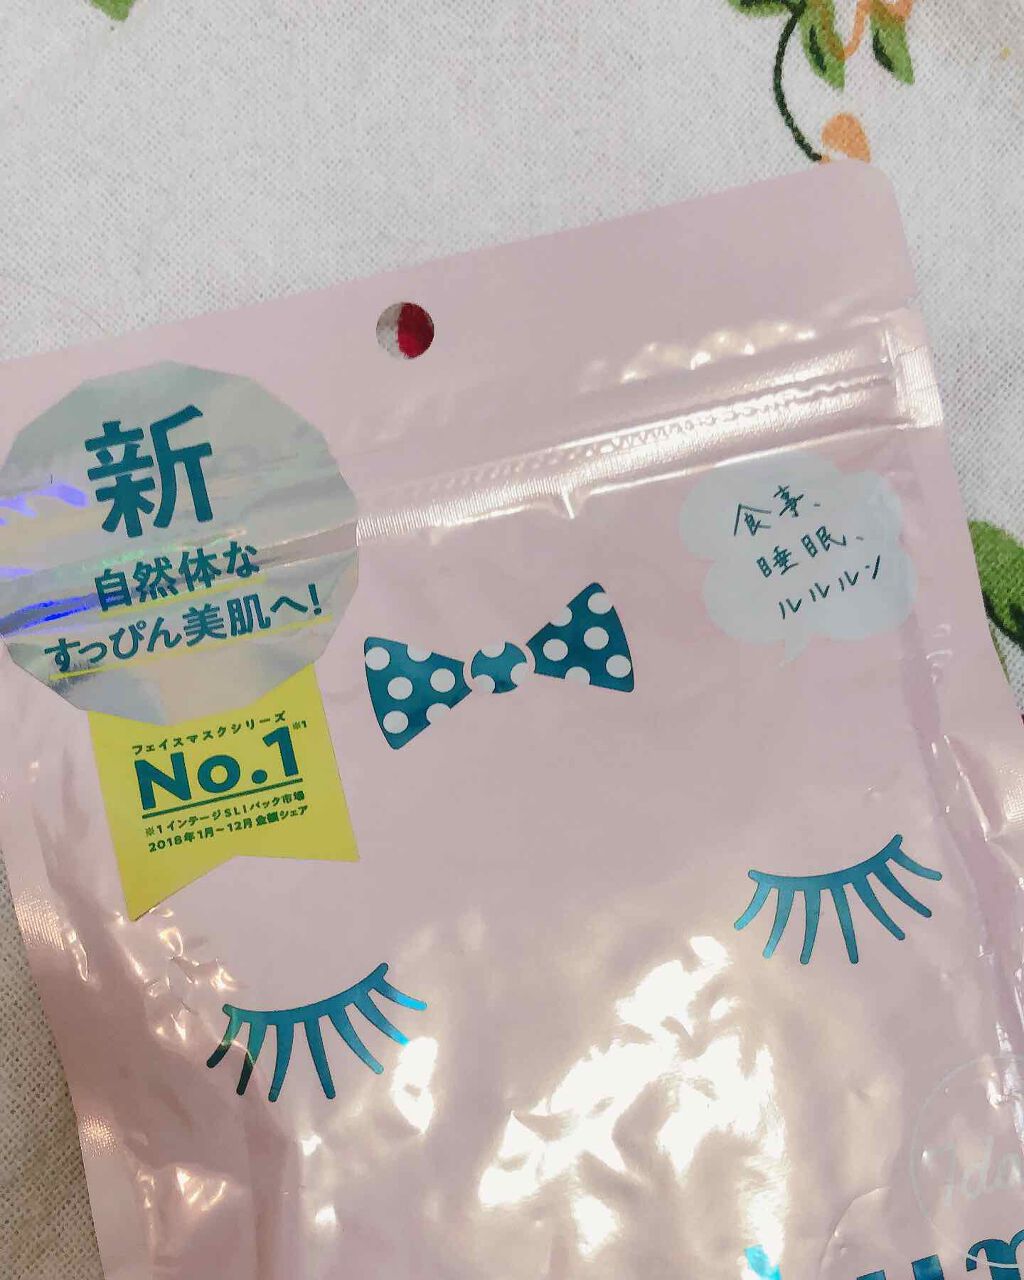 新
自然体な
すっぴん美肌へ!
フェイスマスクシリーズ
No.1※1
※1 インテージSLI パック市場
2018年1月~12月 金額シェア
食事、
睡眠、
ルルルン